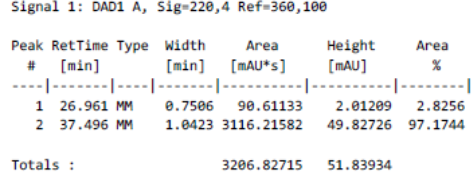 Signal 1: DAD1 A, Sig=220,4 Ref=360,100
Peak RetTime Type  Width     Area      Height     Area
  #   [min]        [min]   [mAU*s]     [mAU]        %
----|-------|----|-------|----------|----------|--------|
   1  26.961 MM    0.7506   90.61133    2.01209   2.8256
   2  37.496 MM    1.0423 3116.21582   49.82726  97.1744
Totals :                  3206.82715   51.83934